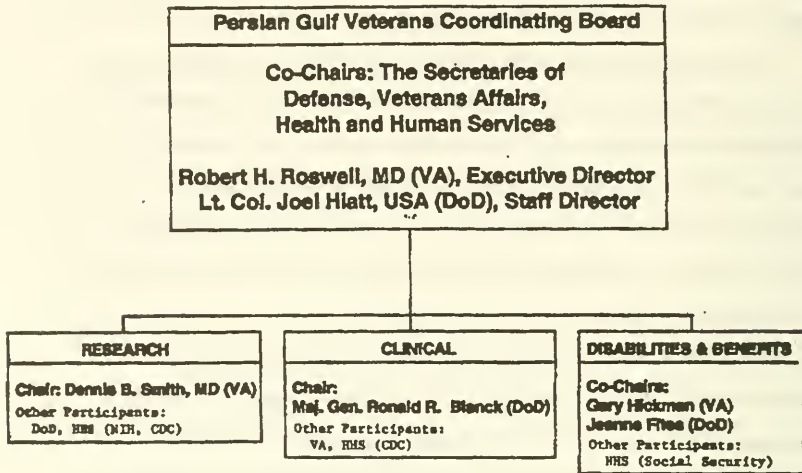 Persian Gulf Veterans Coordinating Board
Co-Chairs: The Secretaries of
Defense, Veterans Affairs,
Health and Human Services
Robert H. Roswell, MD (VA), Executive Director
Lt. Col. Joel Hiatt, USA (DoD), Staff Director
RESEARCH
Chair: Dennis B. Smith, MD (VA)
Other Participants:
DoD, HHS (NIH, CDC)
CLINICAL
Chair:
Maj. Gen. Ronald R. Blanck (DoD)
Other Participants:
VA, HHS (CDC)
DISABILITIES & BENEFITS
Co-Chairs:
Gary Hickman (VA)
Jeanne Fites (DoD)
Other Participants:
HHS (Social Security)